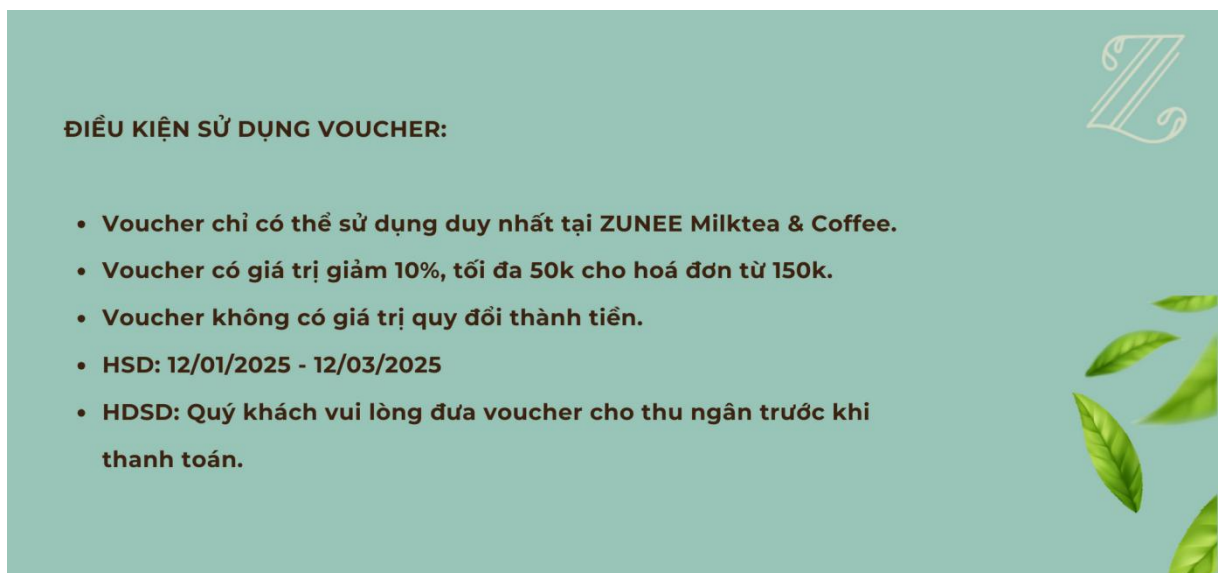 Z
ĐIỀU KIỆN SỬ DỤNG VOUCHER:
• Voucher chỉ có thể sử dụng duy nhất tại ZUNEE Milktea & Coffee.
• Voucher có giá trị giảm 10%, tối đa 50k cho hoá đơn từ 150k.
• Voucher không có giá trị quy đổi thành tiền.
• HSD: 12/01/2025 - 12/03/2025
• HDSD: Quý khách vui lòng đưa voucher cho thu ngân trước khi
thanh toán.